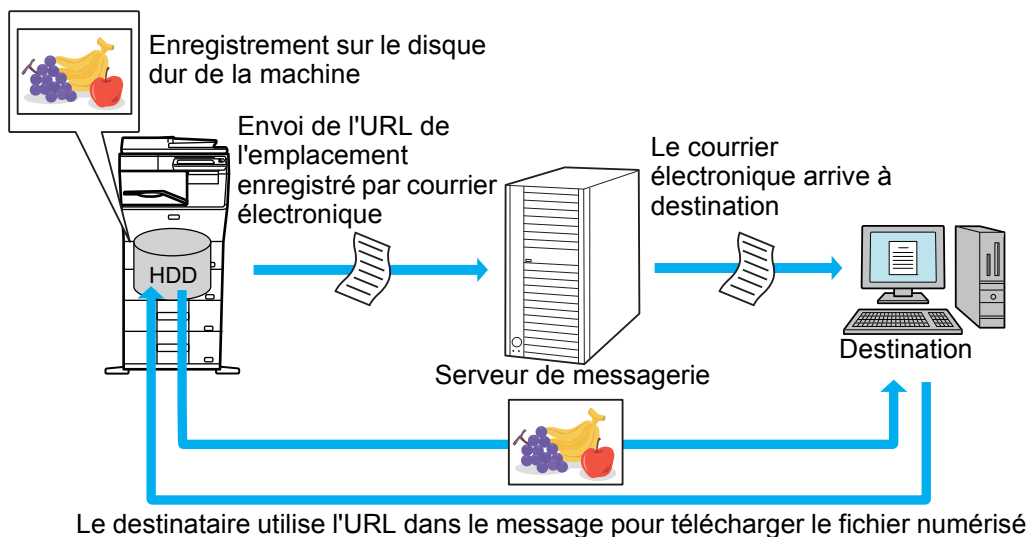 Enregistrement sur le disque
dur de la machine
Envoi de l'URL de
l'emplacement
enregistré par courrier
électronique
Le courrier
électronique arrive à
destination
HDD
Destination
Serveur de messagerie
Le destinataire utilise l'URL dans le message pour télécharger le fichier numérisé